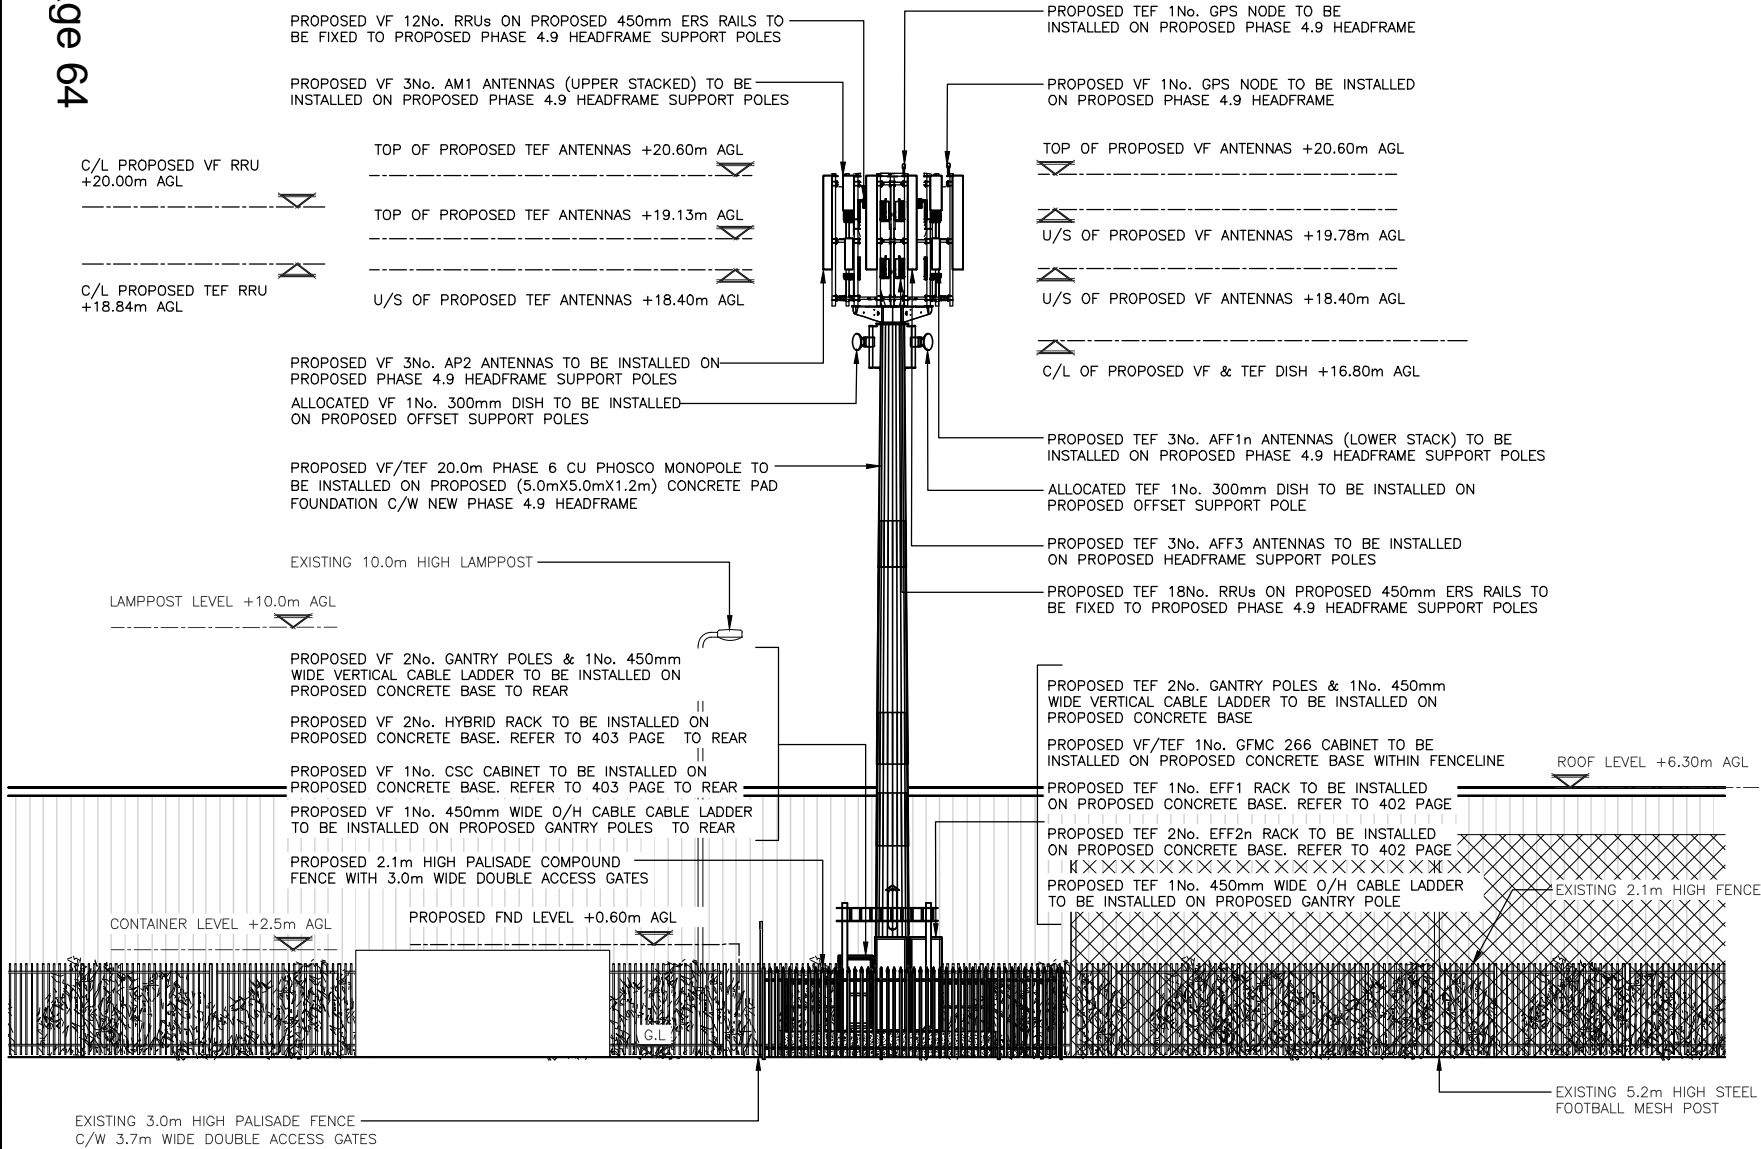 ge 64
PROPOSED VF 12No. RRUs ON PROPOSED 450mm ERS RAILS TO
BE FIXED TO PROPOSED PHASE 4.9 HEADFRAME SUPPORT POLES
PROPOSED VF 3No. AM1 ANTENNAS (UPPER STACKED) TO BE
INSTALLED ON PROPOSED PHASE 4.9 HEADFRAME SUPPORT POLES
C/L PROPOSED VF RRU
+20.00m AGL
C/L PROPOSED TEF RRU
+18.84m AGL
TOP OF PROPOSED TEF ANTENNAS +20.60m AGL
TOP OF PROPOSED TEF ANTENNAS +19.13m AGL
U/S OF PROPOSED TEF ANTENNAS +18.40m AGL
PROPOSED VF 3No. AP2 ANTENNAS TO BE INSTALLED ON
PROPOSED PHASE 4.9 HEADFRAME SUPPORT POLES
ALLOCATED VF 1No. 300mm DISH TO BE INSTALLED
ON PROPOSED OFFSET SUPPORT POLES
PROPOSED VF/TEF 20.0m PHASE 6 CU PHOSCO MONOPOLE TO
BE INSTALLED ON PROPOSED (5.0mX5.0mX1.2m) CONCRETE PAD
FOUNDATION C/W NEW PHASE 4.9 HEADFRAME
EXISTING 10.0m HIGH LAMPPOST
LAMPPOST LEVEL +10.0m AGL
PROPOSED VF 2No. GANTRY POLES & 1No. 450mm
WIDE VERTICAL CABLE LADDER TO BE INSTALLED ON
PROPOSED CONCRETE BASE TO REAR
PROPOSED VF 2No. HYBRID RACK TO BE INSTALLED ON
PROPOSED CONCRETE BASE. REFER TO 403 PAGE TO REAR
PROPOSED VF 1No. CSC CABINET TO BE INSTALLED ON
PROPOSED CONCRETE BASE. REFER TO 403 PAGE TO REAR
PROPOSED VF 1No. 450mm WIDE O/H CABLE CABLE LADDER
TO BE INSTALLED ON PROPOSED GANTRY POLES TO REAR
PROPOSED 2.1m HIGH PALISADE COMPOUND
FENCE WITH 3.0m WIDE DOUBLE ACCESS GATES
CONTAINER LEVEL +2.5m AGL
PROPOSED FND LEVEL +0.60m AGL
G.L
EXISTING 3.0m HIGH PALISADE FENCE
C/W 3.7m WIDE DOUBLE ACCESS GATES
PROPOSED TEF 1No. GPS NODE TO BE
INSTALLED ON PROPOSED PHASE 4.9 HEADFRAME
PROPOSED VF 1No. GPS NODE TO BE INSTALLED
ON PROPOSED PHASE 4.9 HEADFRAME
TOP OF PROPOSED VF ANTENNAS +20.60m AGL
U/S OF PROPOSED VF ANTENNAS +19.78m AGL
U/S OF PROPOSED VF ANTENNAS +18.40m AGL
C/L OF PROPOSED VF & TEF DISH +16.80m AGL
PROPOSED TEF 3No. AFF1n ANTENNAS (LOWER STACK) TO BE
INSTALLED ON PROPOSED PHASE 4.9 HEADFRAME SUPPORT POLES
ALLOCATED TEF 1No. 300mm DISH TO BE INSTALLED ON
PROPOSED OFFSET SUPPORT POLE
PROPOSED TEF 3No. AFF3 ANTENNAS TO BE INSTALLED
ON PROPOSED HEADFRAME SUPPORT POLES
PROPOSED TEF 18No. RRUs ON PROPOSED 450mm ERS RAILS TO
BE FIXED TO PROPOSED PHASE 4.9 HEADFRAME SUPPORT POLES
PROPOSED TEF 2No. GANTRY POLES & 1No. 450mm
WIDE VERTICAL CABLE LADDER TO BE INSTALLED ON
PROPOSED CONCRETE BASE
PROPOSED VF/TEF 1No. GFMC 266 CABINET TO BE
INSTALLED ON PROPOSED CONCRETE BASE WITHIN FENCELINE
PROPOSED TEF 1No. EFF1 RACK TO BE INSTALLED
ON PROPOSED CONCRETE BASE. REFER TO 402 PAGE
PROPOSED TEF 2No. EFF2n RACK TO BE INSTALLED
ON PROPOSED CONCRETE BASE. REFER TO 402 PAGE
PROPOSED TEF 1No. 450mm WIDE O/H CABLE LADDER
TO BE INSTALLED ON PROPOSED GANTRY POLE
ROOF LEVEL +6.30m AGL
EXISTING 2.1m HIGH FENCE
EXISTING 5.2m HIGH STEEL
FOOTBALL MESH POST